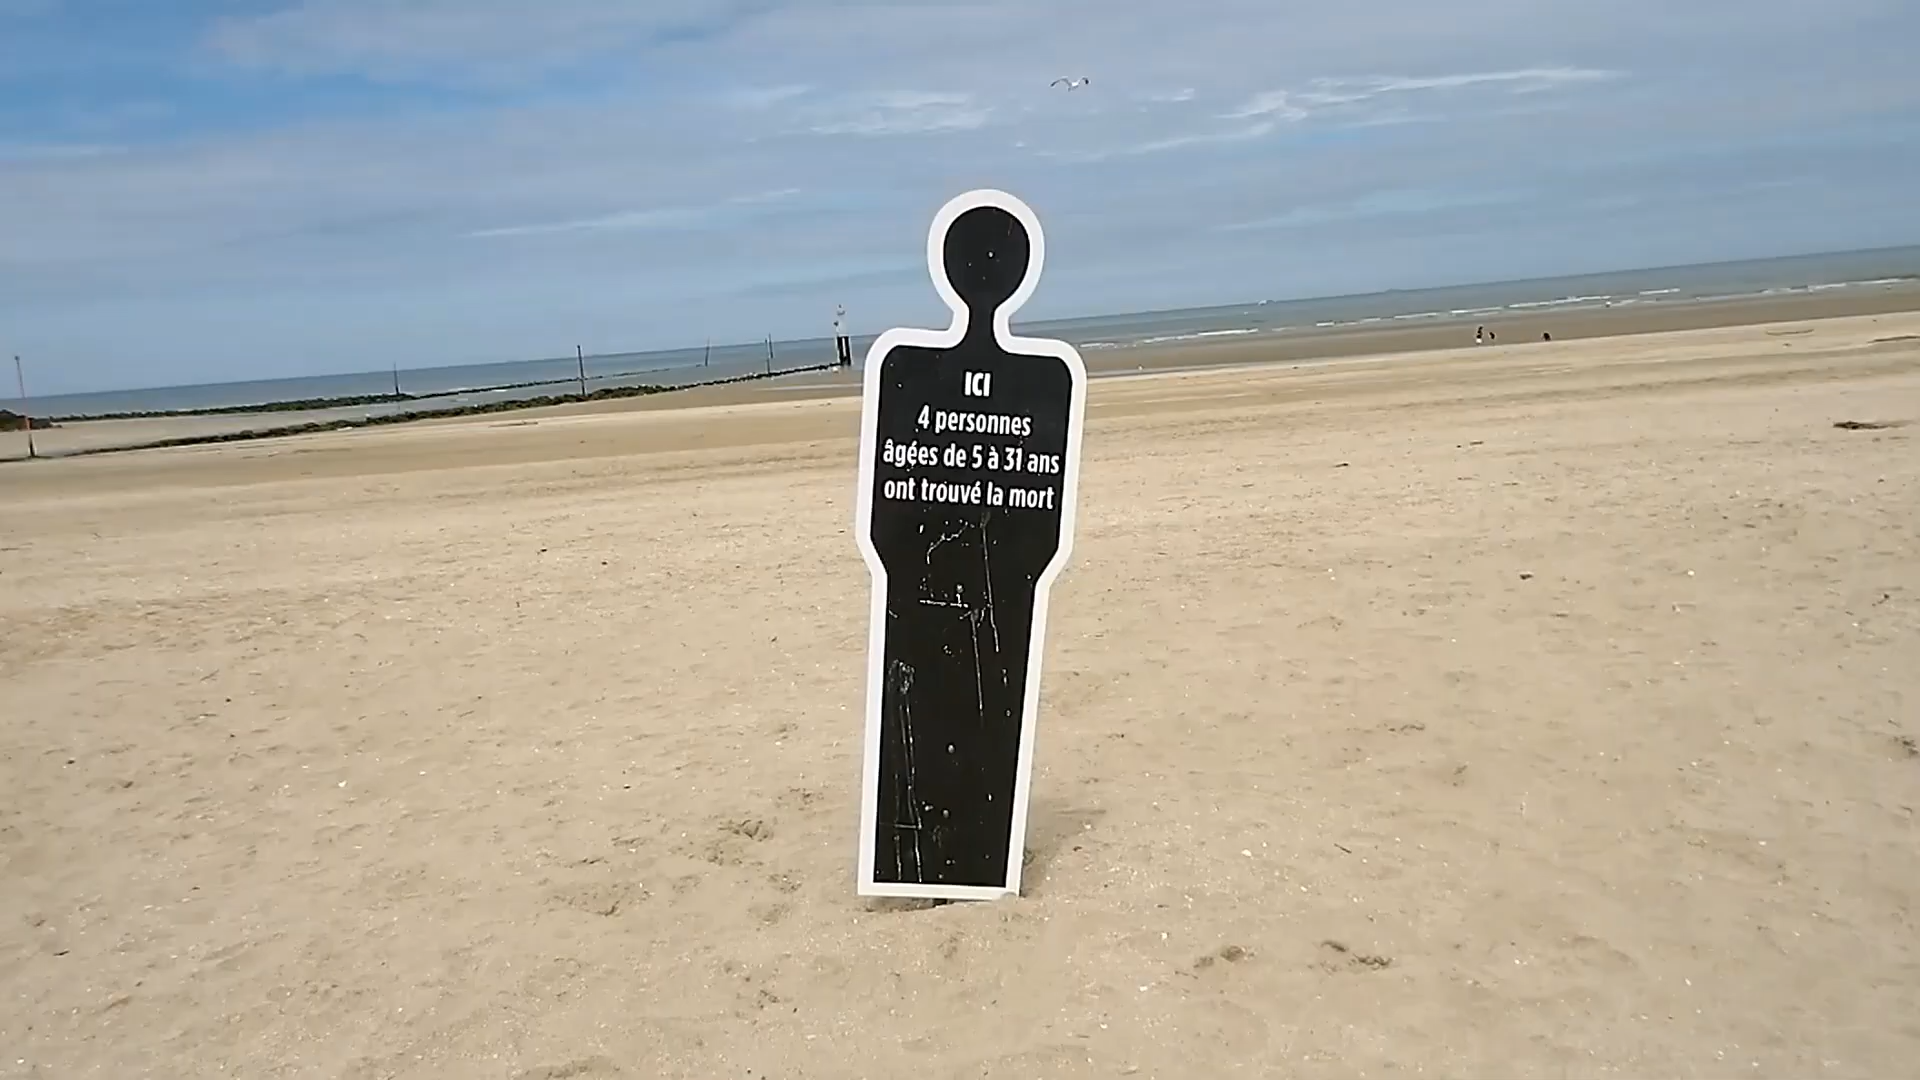 ICI
4 personnes
âgées de 5 à 31 ans
ont trouvé la mort